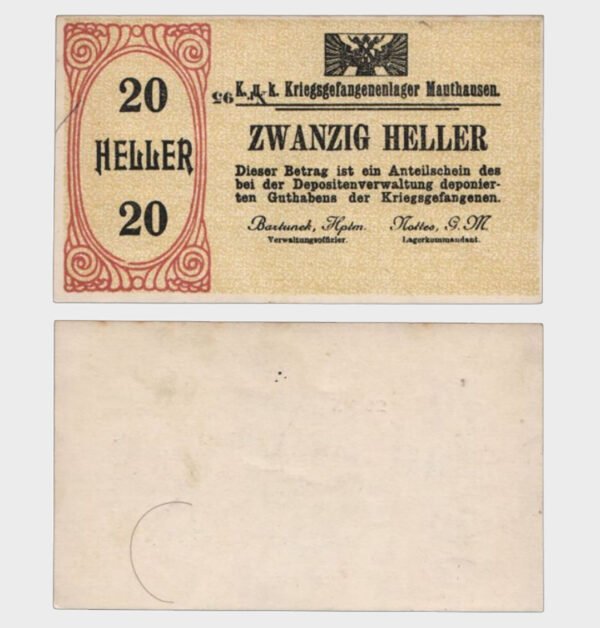 20
HELLER
20
K. u. k. Kriegsgefangenenlager Mauthausen.
ZWANZIG HELLER
Dieser Betrag ist ein Anteilschein des
bei der Depositenverwaltung deponier-
ten Guthabens der Kriegsgefangenen.
Bartunek, Hptm. Nottes, G. M.
Verwaltungsoffizier. Lagerkommandant.